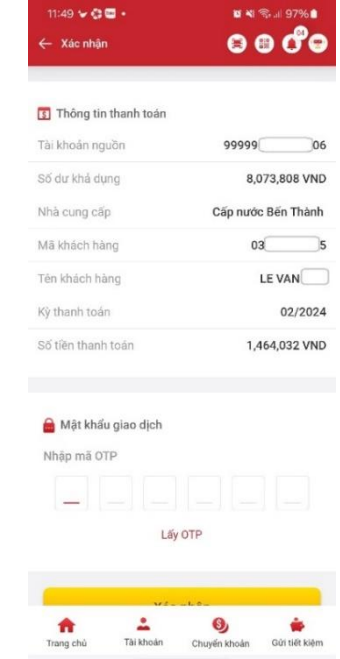 11:49 97%
04
Xác nhận
Thông tin thanh toán
Tài khoản nguồn 99999 06
Số dư khả dụng 8,073,808 VND
Nhà cung cấp Cấp nước Bến Thành
Mã khách hàng 03 5
Tên khách hàng LE VAN
Kỳ thanh toán 02/2024
Số tiền thanh toán 1,464,032 VND
Mật khẩu giao dịch
Nhập mã OTP
Lấy OTP
Xác nhận
Trang chủ Tài khoản Chuyển khoản Gửi tiết kiệm